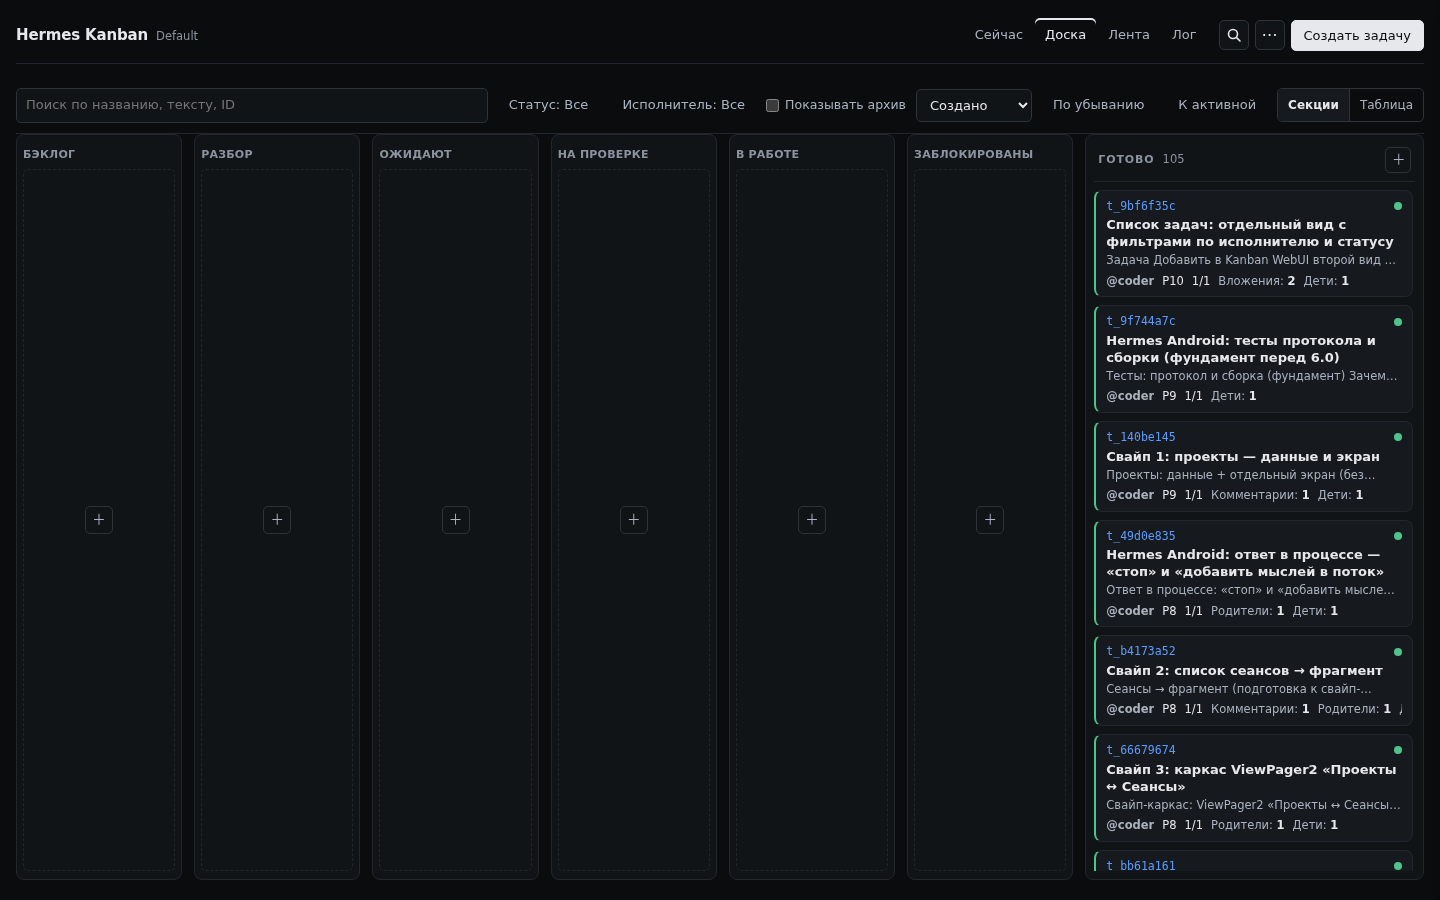 Hermes Kanban Default Сейчас Доска Лента Лог ··· Создать задачу
Поиск по названию, тексту, ID Статус: Все Исполнитель: Все Показывать архив Создано По убыванию К активной Секции Таблица
БЭКЛОГ РАЗБОР ОЖИДАЮТ НА ПРОВЕРКЕ В РАБОТЕ ЗАБЛОКИРОВАНЫ ГОТОВО 105 +
+ + + + + +
t_9bf6f35c
Список задач: отдельный вид с
фильтрами по исполнителю и статусу
Задача Добавить в Kanban WebUI второй вид …
@coder P10 1/1 Вложения: 2 Дети: 1
t_9f744a7c
Hermes Android: тесты протокола и
сборки (фундамент перед 6.0)
Тесты: протокол и сборка (фундамент) Зачем…
@coder P9 1/1 Дети: 1
t_140be145
Свайп 1: проекты — данные и экран
Проекты: данные + отдельный экран (без…
@coder P9 1/1 Комментарии: 1 Дети: 1
t_49d0e835
Hermes Android: ответ в процессе —
«стоп» и «добавить мыслей в поток»
Ответ в процессе: «стоп» и «добавить мысле…
@coder P8 1/1 Родители: 1 Дети: 1
t_b4173a52
Свайп 2: список сеансов → фрагмент
Сеансы → фрагмент (подготовка к свайп-…
@coder P8 1/1 Комментарии: 1 Родители: 1
t_66679674
Свайп 3: каркас ViewPager2 «Проекты
↔ Сеансы»
Свайп-каркас: ViewPager2 «Проекты ↔ Сеансы…
@coder P8 1/1 Родители: 1 Дети: 1
t_bb61a161